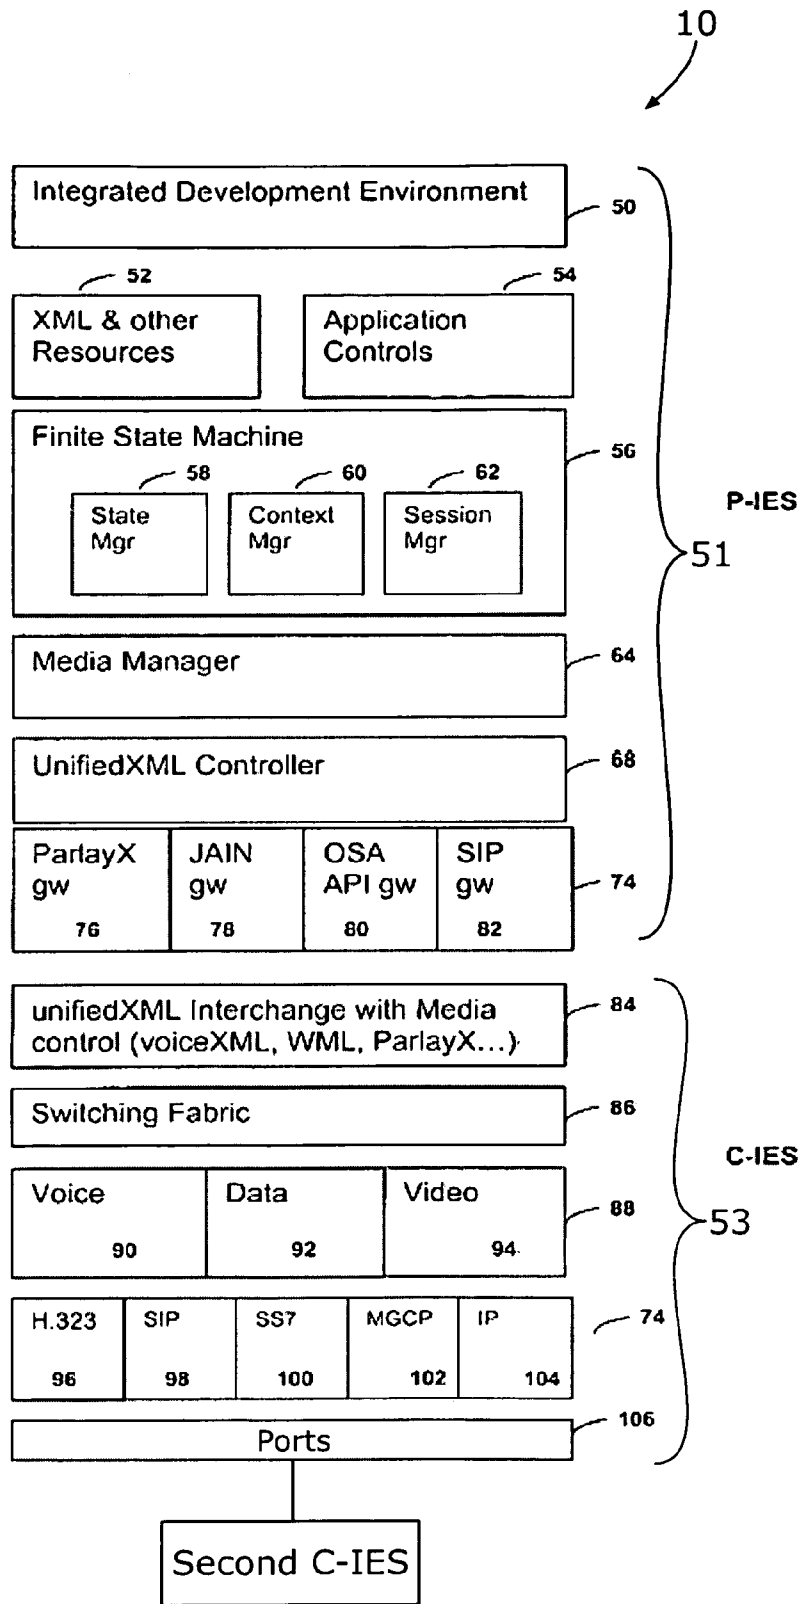 10
Integrated Development Environment
50
52
54
XML & other
Resources
Application
Controls
Finite State Machine
56
58
60
62
State
Mgr
Context
Mgr
Session
Mgr
P-IES
51
Media Manager
64
UnifiedXML Controller
68
ParlayX
gw
76
JAIN
gw
78
OSA
API gw
80
SIP
gw
82
74
unifiedXML Interchange with Media
control (voiceXML, WML, ParlayX...)
84
Switching Fabric
86
C-IES
53
Voice
90
Data
92
Video
94
88
H.323
96
SIP
98
SS7
100
MGCP
102
IP
104
74
Ports
106
Second C-IES